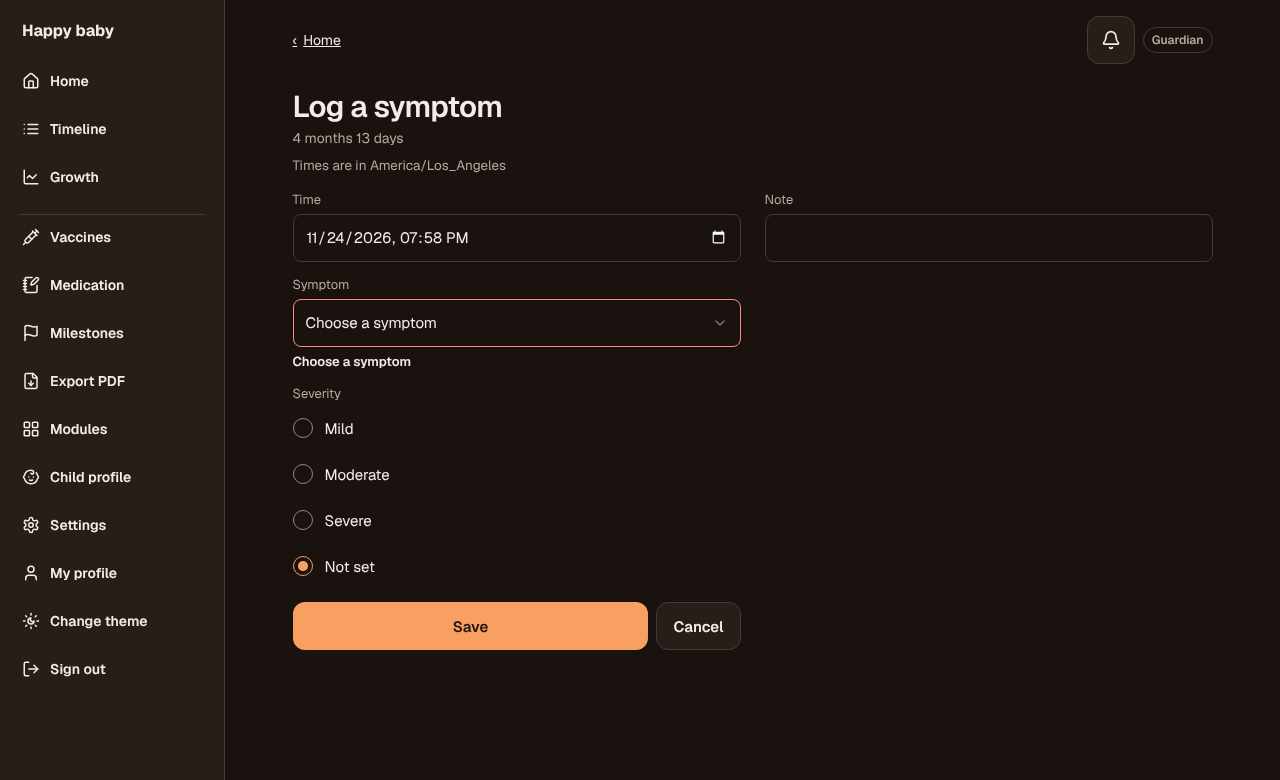 Happy baby
Home
Timeline
Growth
Vaccines
Medication
Milestones
Export PDF
Modules
Child profile
Settings
My profile
Change theme
Sign out
‹ Home
Guardian
Log a symptom
4 months 13 days
Times are in America/Los_Angeles
Time
11/24/2026, 07:58 PM
Note
Symptom
Choose a symptom
Choose a symptom
Severity
Mild
Moderate
Severe
Not set
Save
Cancel